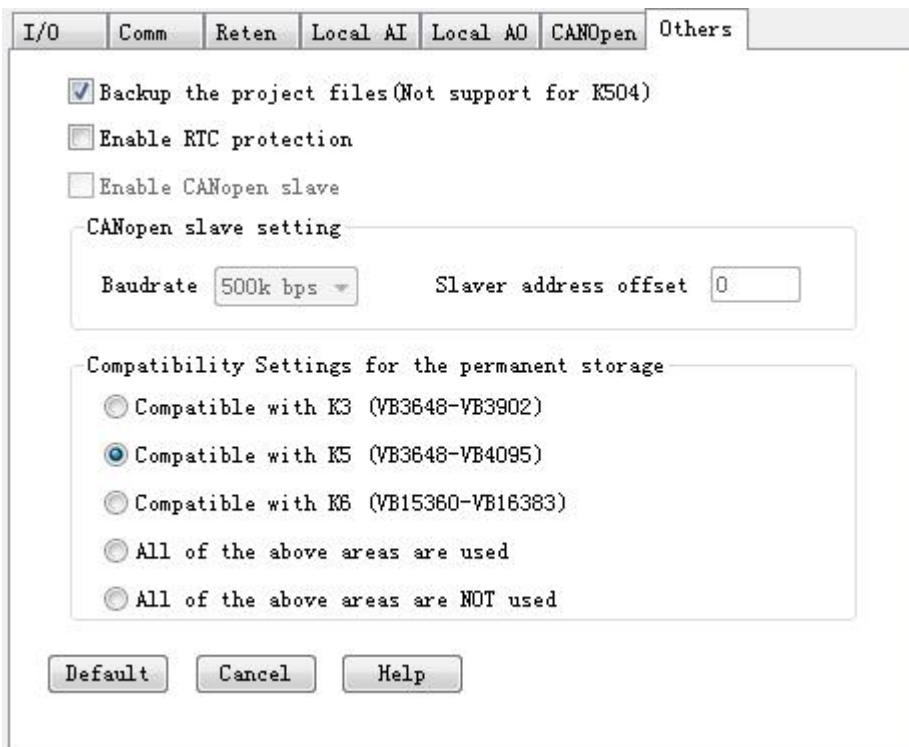 I/O Comm Reten Local AI Local AO CANOpen Others
Backup the project files(Not support for K504)
Enable RTC protection
Enable CANopen slave
CANopen slave setting
Baudrate 500k bps Slaver address offset 0
Compatibility Settings for the permanent storage
Compatible with K3 (VB3648-VB3902)
Compatible with K5 (VB3648-VB4095)
Compatible with K6 (VB15360-VB16383)
All of the above areas are used
All of the above areas are NOT used
Default Cancel Help